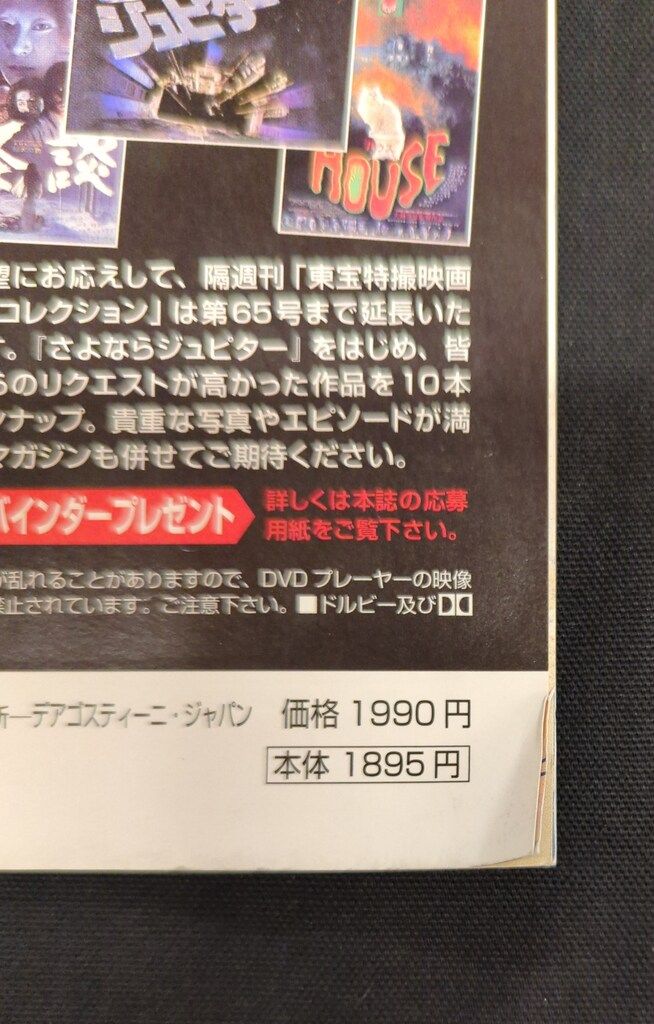 ジュピター
怪談
HOUSE
望にお応えして、隔週刊「東宝特撮映画
コレクション」は第65号まで延長いた
す。『さよならジュピター』をはじめ、皆
らのリクエストが高かった作品を10本
ンナップ。貴重な写真やエピソードが満
マガジンも併せてご期待ください。
バインダープレゼント
詳しくは本誌の応募
用紙をご覧下さい。
が乱れることがありますので、DVDプレーヤーの映像
禁止されています。ご注意下さい。■ドルビー及び
所―デアゴスティーニ・ジャパン 価格1990円
本体 1895円